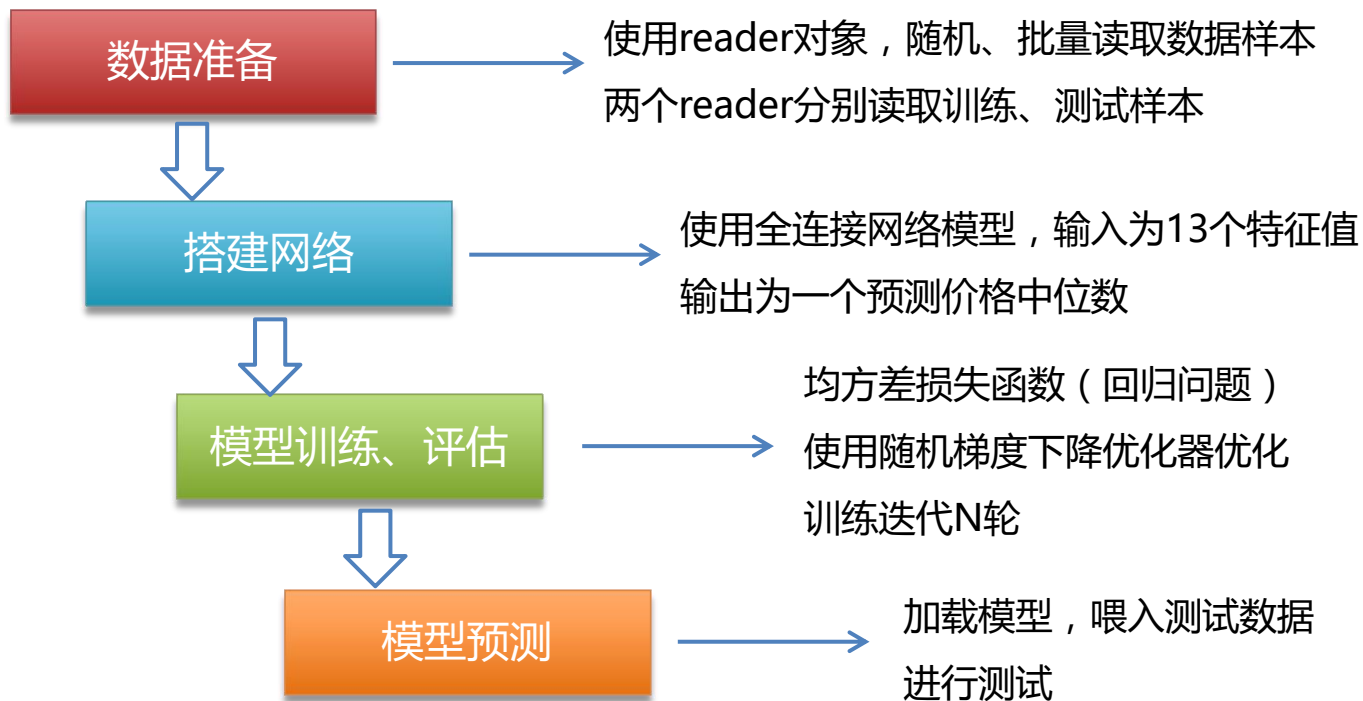 数据准备
使用reader对象，随机、批量读取数据样本
两个reader分别读取训练、测试样本
搭建网络
使用全连接网络模型，输入为13个特征值
输出为一个预测价格中位数
模型训练、评估
均方差损失函数（回归问题）
使用随机梯度下降优化器优化
训练迭代N轮
模型预测
加载模型，喂入测试数据
进行测试